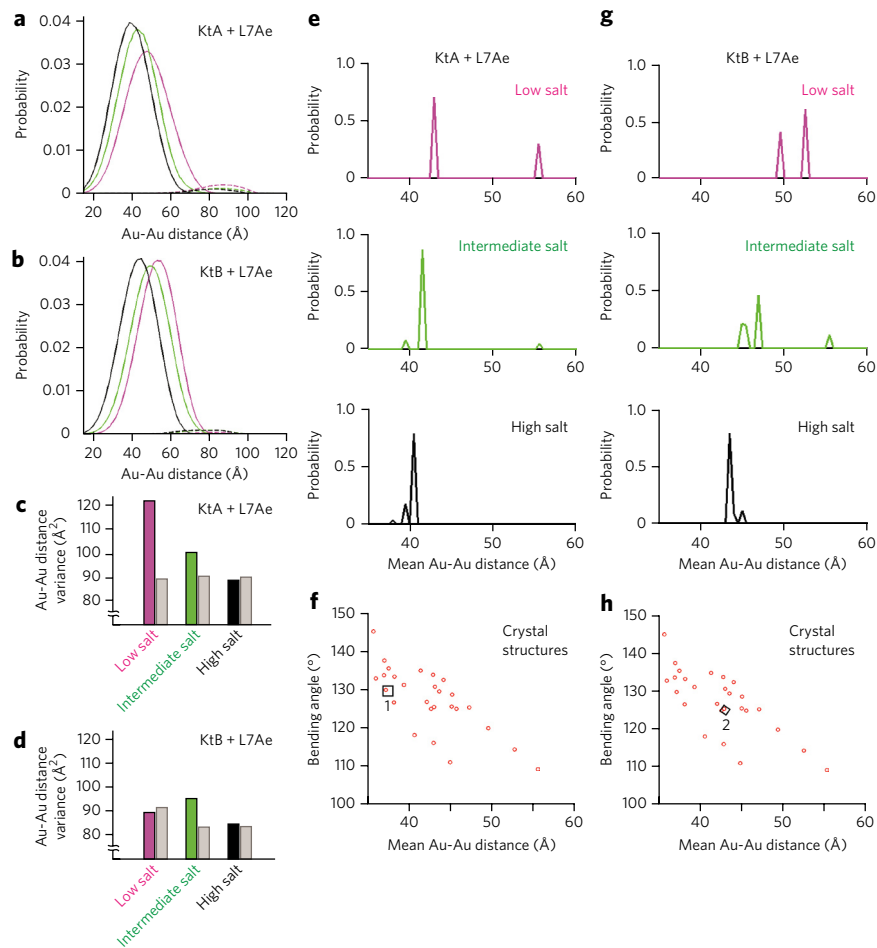 a
KtA + L7Ae
0.04
0.03
0.02
0.01
0
Probability
20 40 60 80 100 120
Au-Au distance (Å)
b
KtB + L7Ae
0.04
0.03
0.02
0.01
0
Probability
20 40 60 80 100 120
Au-Au distance (Å)
c
KtA + L7Ae
120
100
90
80
Au-Au distance
variance (Å²)
Low salt
Intermediate salt
High salt
d
KtB + L7Ae
120
100
90
80
Au-Au distance
variance (Å²)
Low salt
Intermediate salt
High salt
e
KtA + L7Ae
Low salt
1.0
0.5
0
Probability
40 50 60
Intermediate salt
1.0
0.5
0
Probability
40 50 60
High salt
1.0
0.5
0
Probability
40 50 60
Mean Au-Au distance (Å)
f
Crystal
structures
150
140
130
120
110
100
Bending angle (°)
1
40 50 60
Mean Au-Au distance (Å)
g
KtB + L7Ae
Low salt
1.0
0.5
0
Probability
40 50 60
Intermediate salt
1.0
0.5
0
Probability
40 50 60
High salt
1.0
0.5
0
Probability
40 50 60
Mean Au-Au distance (Å)
h
Crystal
structures
150
140
130
120
110
100
Bending angle (°)
2
40 50 60
Mean Au-Au distance (Å)